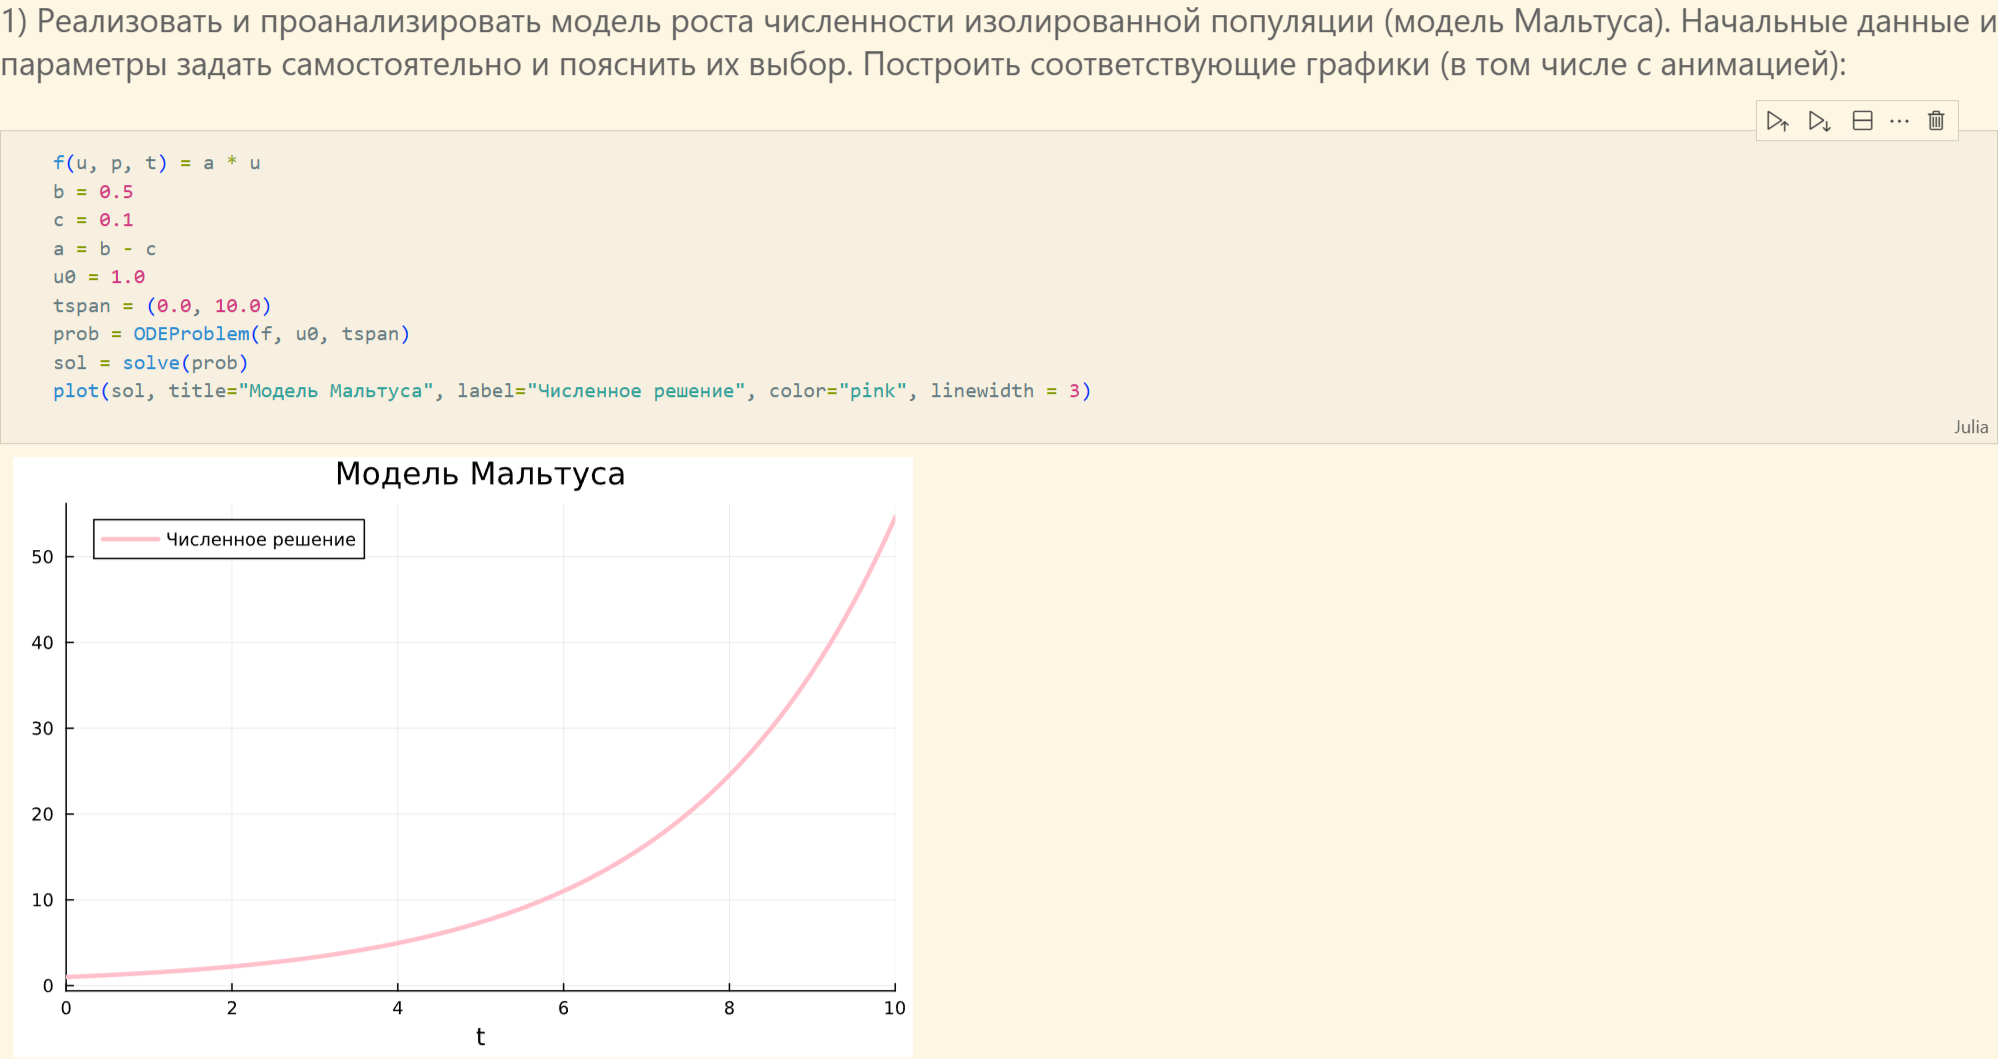 1) Реализовать и проанализировать модель роста численности изолированной популяции (модель Мальтуса). Начальные данные и
параметры задать самостоятельно и пояснить их выбор. Построить соответствующие графики (в том числе с анимацией):
f(u, p, t) = a * u
b = 0.5
c = 0.1
a = b - c
u0 = 1.0
tspan = (0.0, 10.0)
prob = ODEProblem(f, u0, tspan)
sol = solve(prob)
plot(sol, title="Модель Мальтуса", label="Численное решение", color="pink", linewidth = 3)
Julia
Модель Мальтуса
Численное решение
50
40
30
20
10
0
0 2 4 6 8 10
t